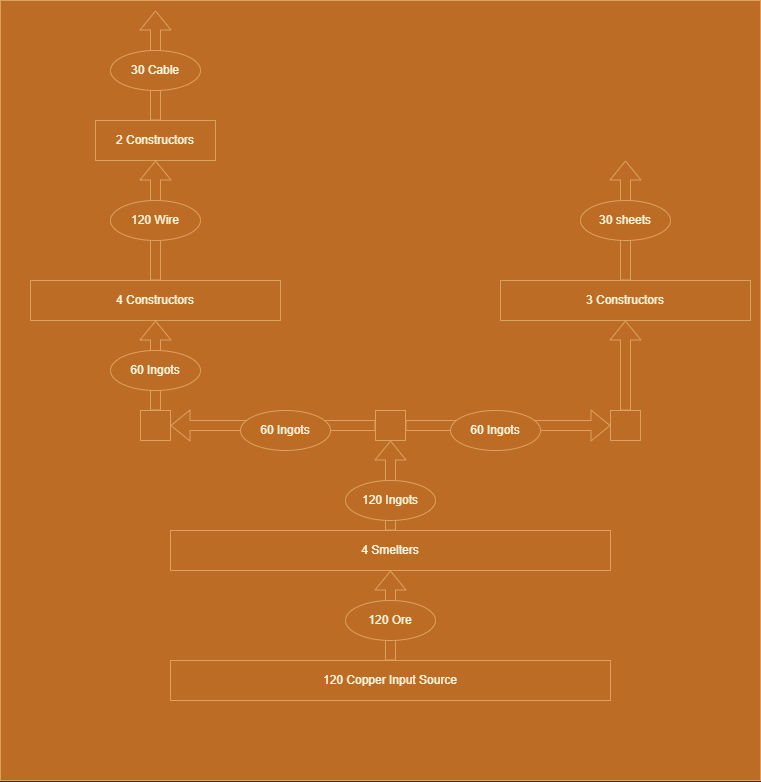 30 Cable
2 Constructors
120 Wire
30 sheets
4 Constructors
3 Constructors
60 Ingots
60 Ingots
60 Ingots
120 Ingots
4 Smelters
120 Ore
120 Copper Input Source